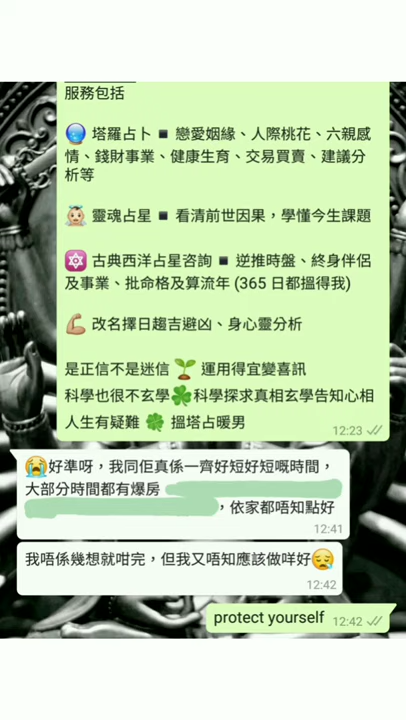 服務包括
🔮 塔羅占卜 ◾ 戀愛姻緣、人際桃花、六親感
情、錢財事業、健康生育、交易買賣、建議分
析等
👼 靈魂占星 ◾ 看清前世因果，學懂今生課題
🔯 古典西洋占星咨詢 ◾ 逆推時盤、終身伴侶
及事業、批命格及算流年 (365 日都搵得我)
💪 改名擇日趨吉避凶、身心靈分析
是正信不是迷信 🌱 運用得宜變喜訊
科學也很不玄學🍀科學探求真相玄學告知心相
人生有疑難 🍀 搵塔占暖男
12:23
😭好準呀，我同佢真係一齊好短好短嘅時間，
大部分時間都有爆房
，依家都唔知點好
12:41
我唔係幾想就咁完，但我又唔知應該做咩好😥
12:42
protect yourself 12:42